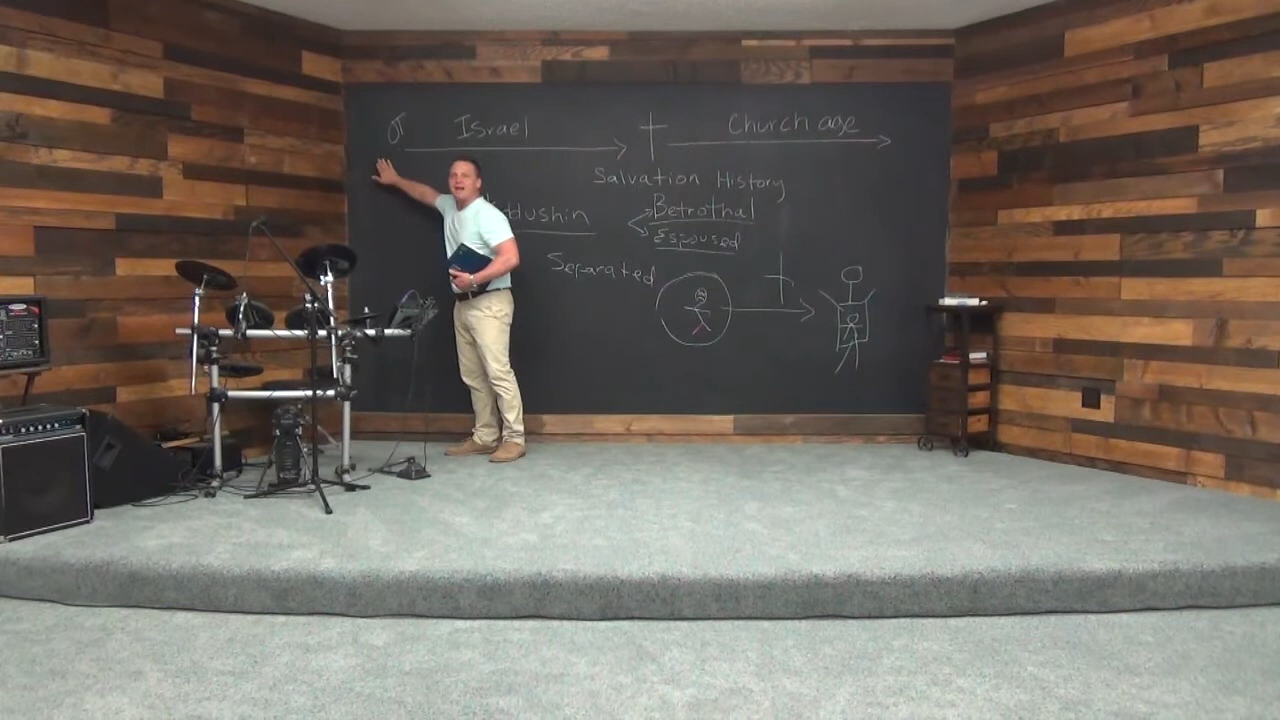 Israel
Church age
Salvation History
Betrothal
Espoused
Separated